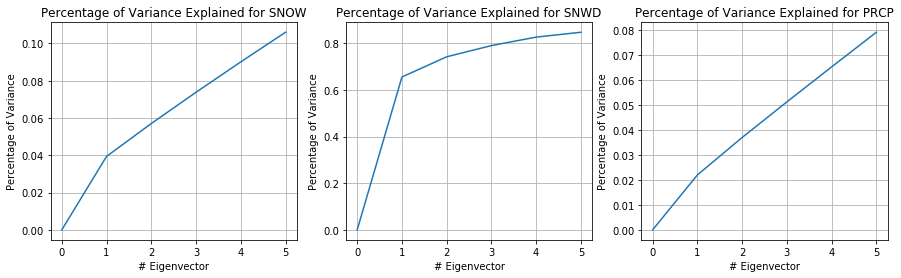 Percentage of Variance Explained for SNOW
Percentage of Variance
0.10
0.08
0.06
0.04
0.02
0.00
0 1 2 3 4 5
# Eigenvector
Percentage of Variance Explained for SNWD
Percentage of Variance
0.8
0.6
0.4
0.2
0.0
0 1 2 3 4 5
# Eigenvector
Percentage of Variance Explained for PRCP
Percentage of Variance
0.08
0.07
0.06
0.05
0.04
0.03
0.02
0.01
0.00
0 1 2 3 4 5
# Eigenvector